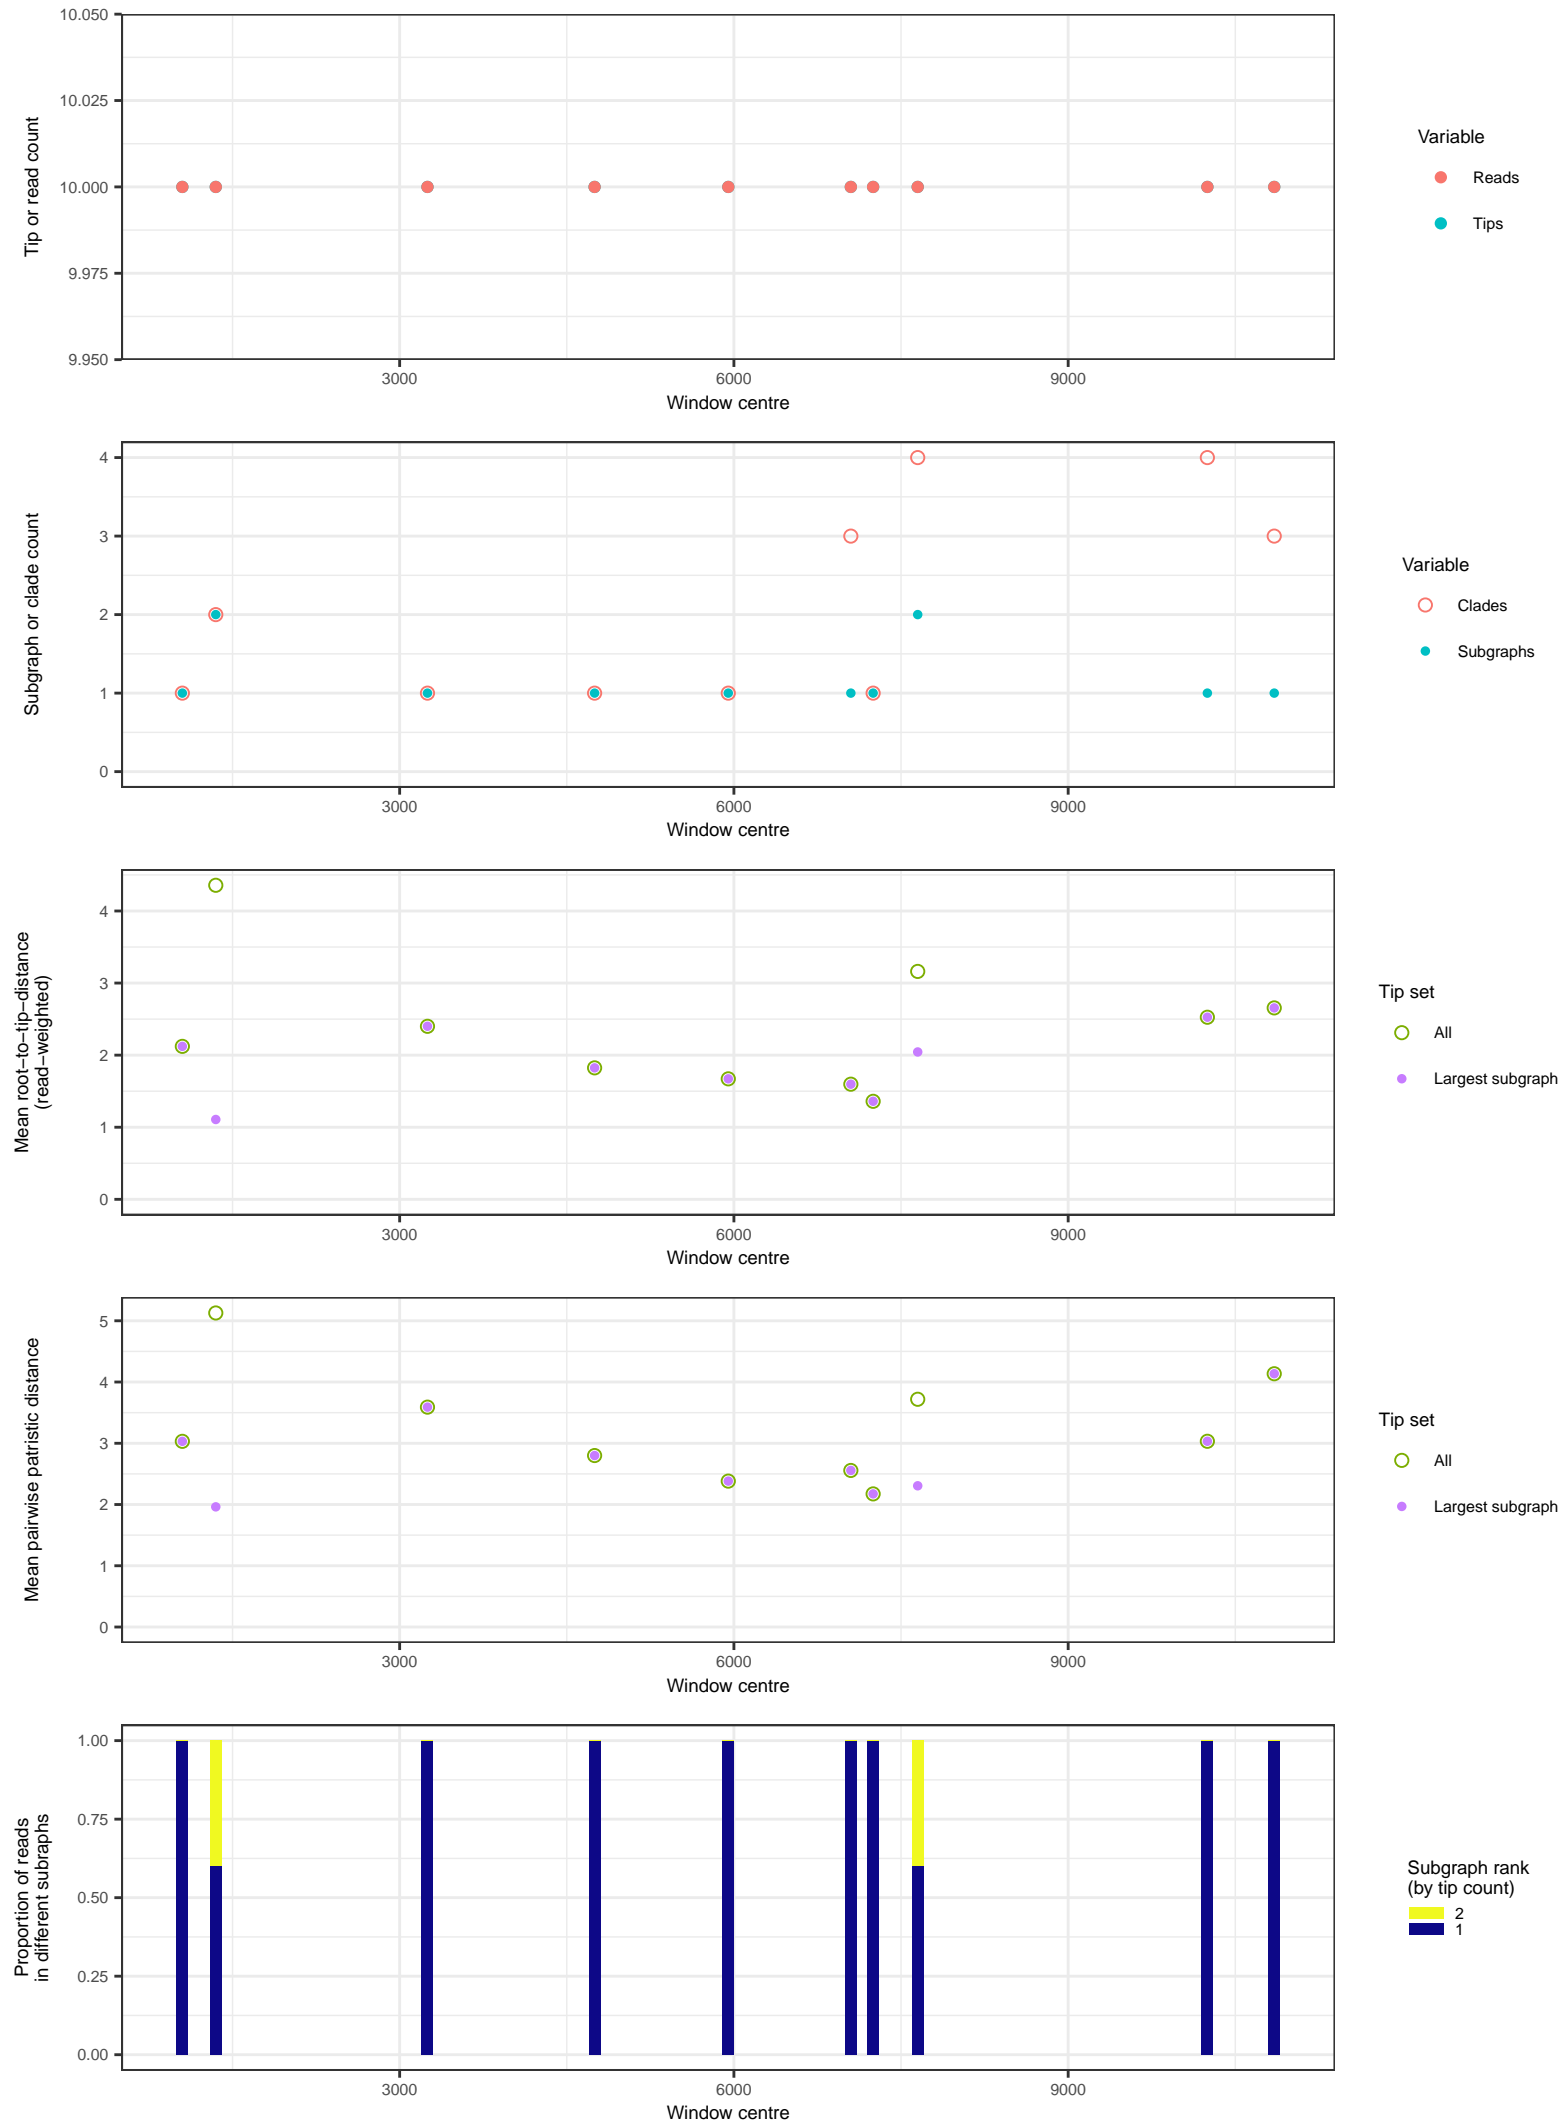 10.050
10.025
10.000
9.975
9.950
Tip or read count
3000
6000
9000
Window centre
Variable
Reads
Tips
4
3
2
1
0
Subgraph or clade count
3000
6000
9000
Window centre
Variable
Clades
Subgraphs
4
3
2
1
0
Mean root−to−tip−distance
(read−weighted)
3000
6000
9000
Window centre
Tip set
All
Largest subgraph
5
4
3
2
1
0
Mean pairwise patristic distance
3000
6000
9000
Window centre
Tip set
All
Largest subgraph
1.00
0.75
0.50
0.25
0.00
Proportion of reads
in different subraphs
3000
6000
9000
Window centre
Subgraph rank
(by tip count)
2
1